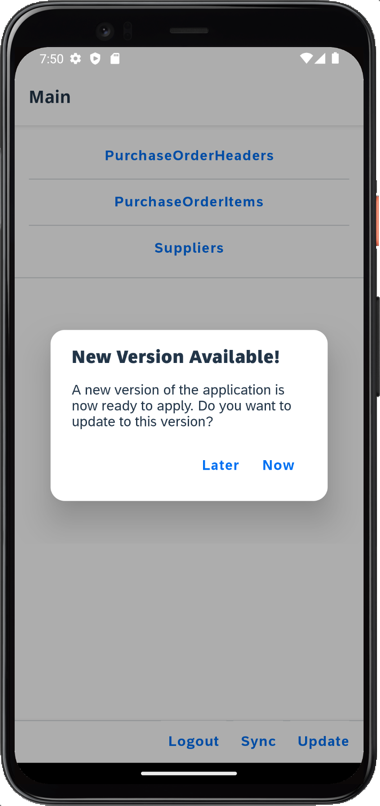 7:50
Main
PurchaseOrderHeaders
PurchaseOrderItems
Suppliers
New Version Available!
A new version of the application is
now ready to apply. Do you want to
update to this version?
Later Now
Logout Sync Update